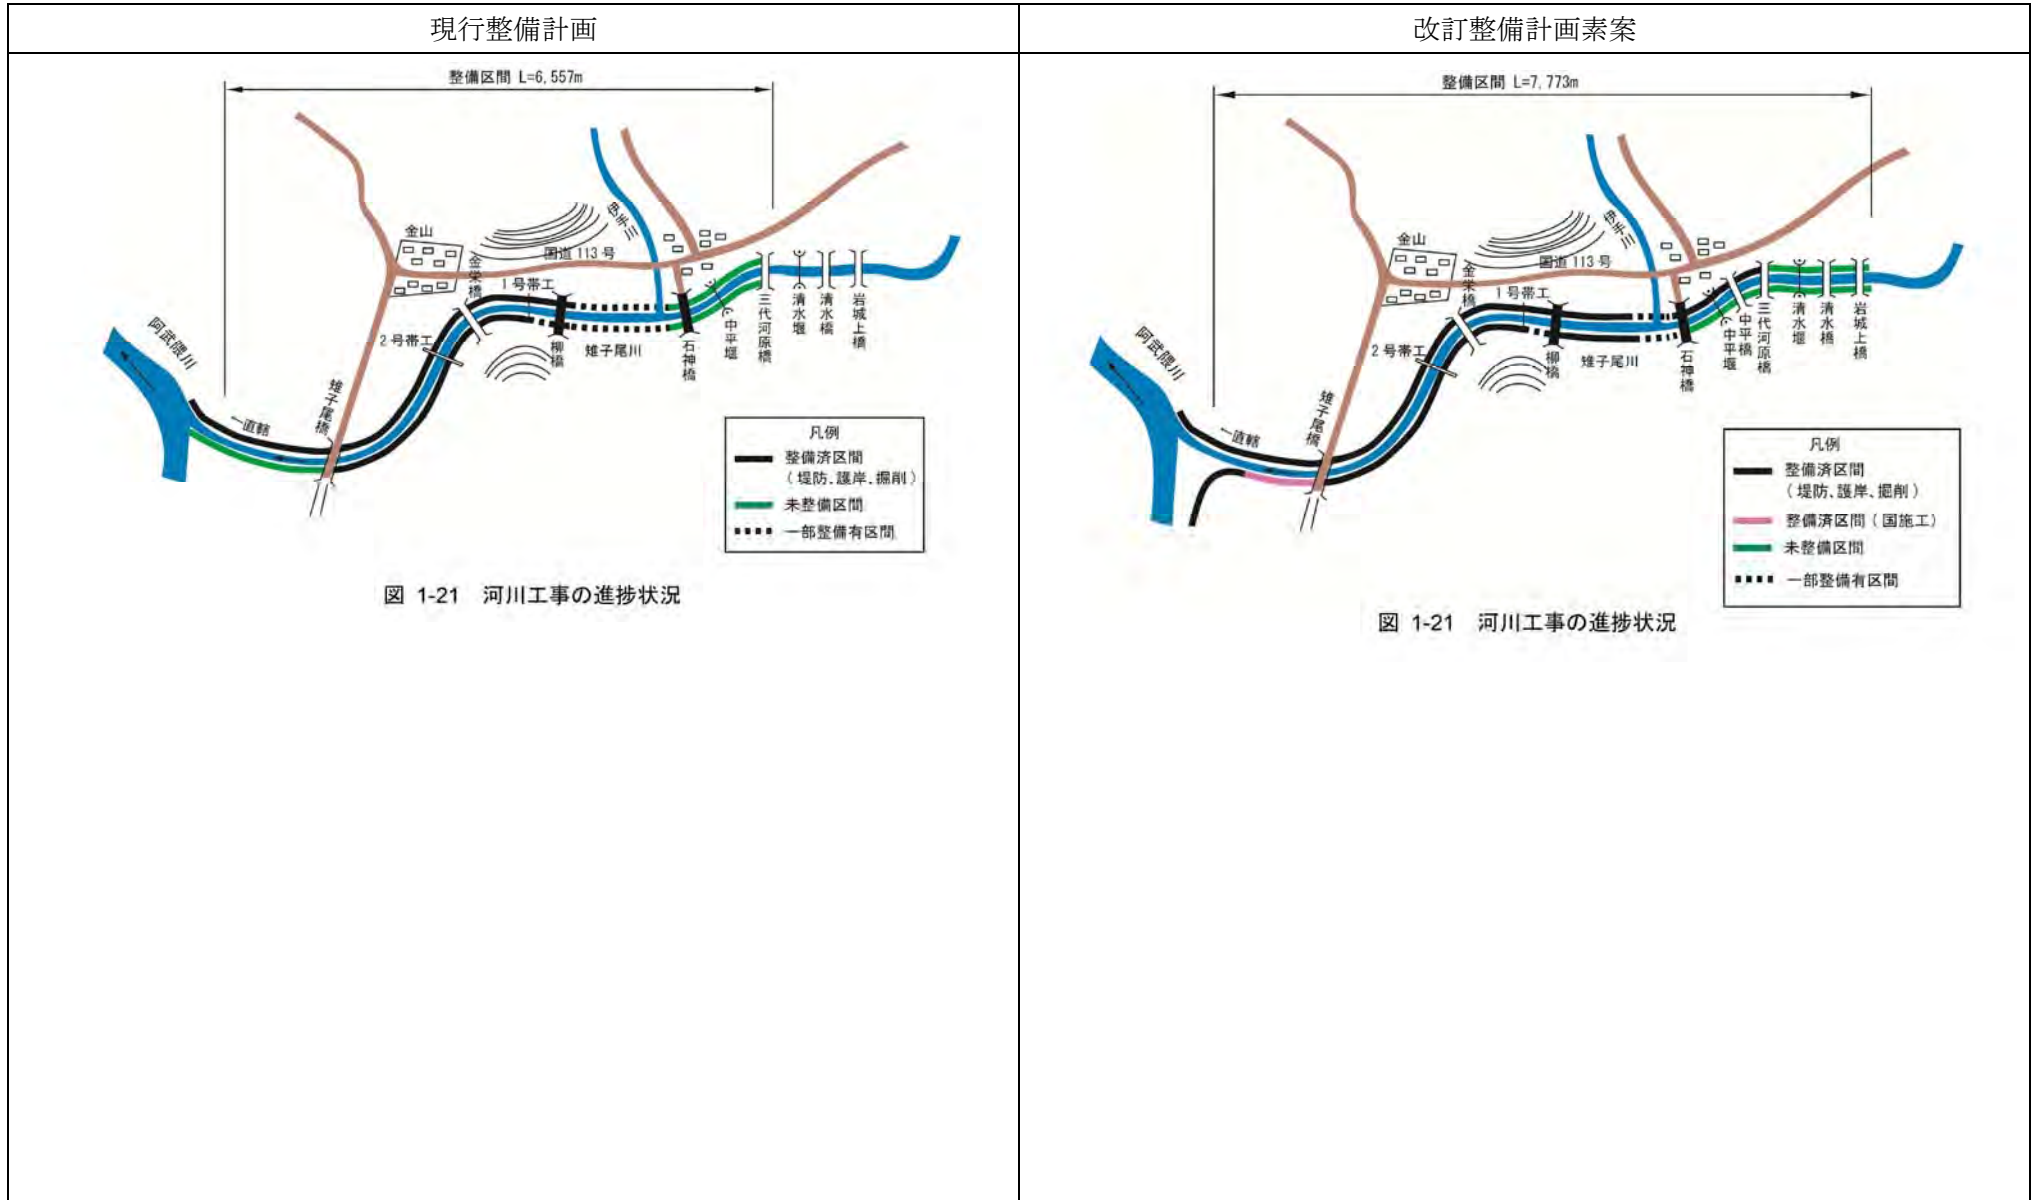 現行整備計画
整備区間 L=6,557m
金山
金栄橋
国道 113 号
伊手川
1 号帯工
2 号帯工
柳橋
雉子尾川
石神橋
中平堰
三代河原橋
清水堰
清水橋
岩城上橋
阿武隈川
←直轄
雉子尾橋
凡例
整備済区間
(堤防、護岸、掘削)
未整備区間
一部整備有区間
図 1-21 河川工事の進捗状況
改訂整備計画素案
整備区間 L=7,773m
金山
金栄橋
国道 113 号
伊手川
1 号帯工
2 号帯工
柳橋
雉子尾川
石神橋
中平堰
中平橋
三代河原橋
清水堰
清水橋
岩城上橋
阿武隈川
←直轄
雉子尾橋
凡例
整備済区間
(堤防、護岸、掘削)
整備済区間(国施工)
未整備区間
一部整備有区間
図 1-21 河川工事の進捗状況